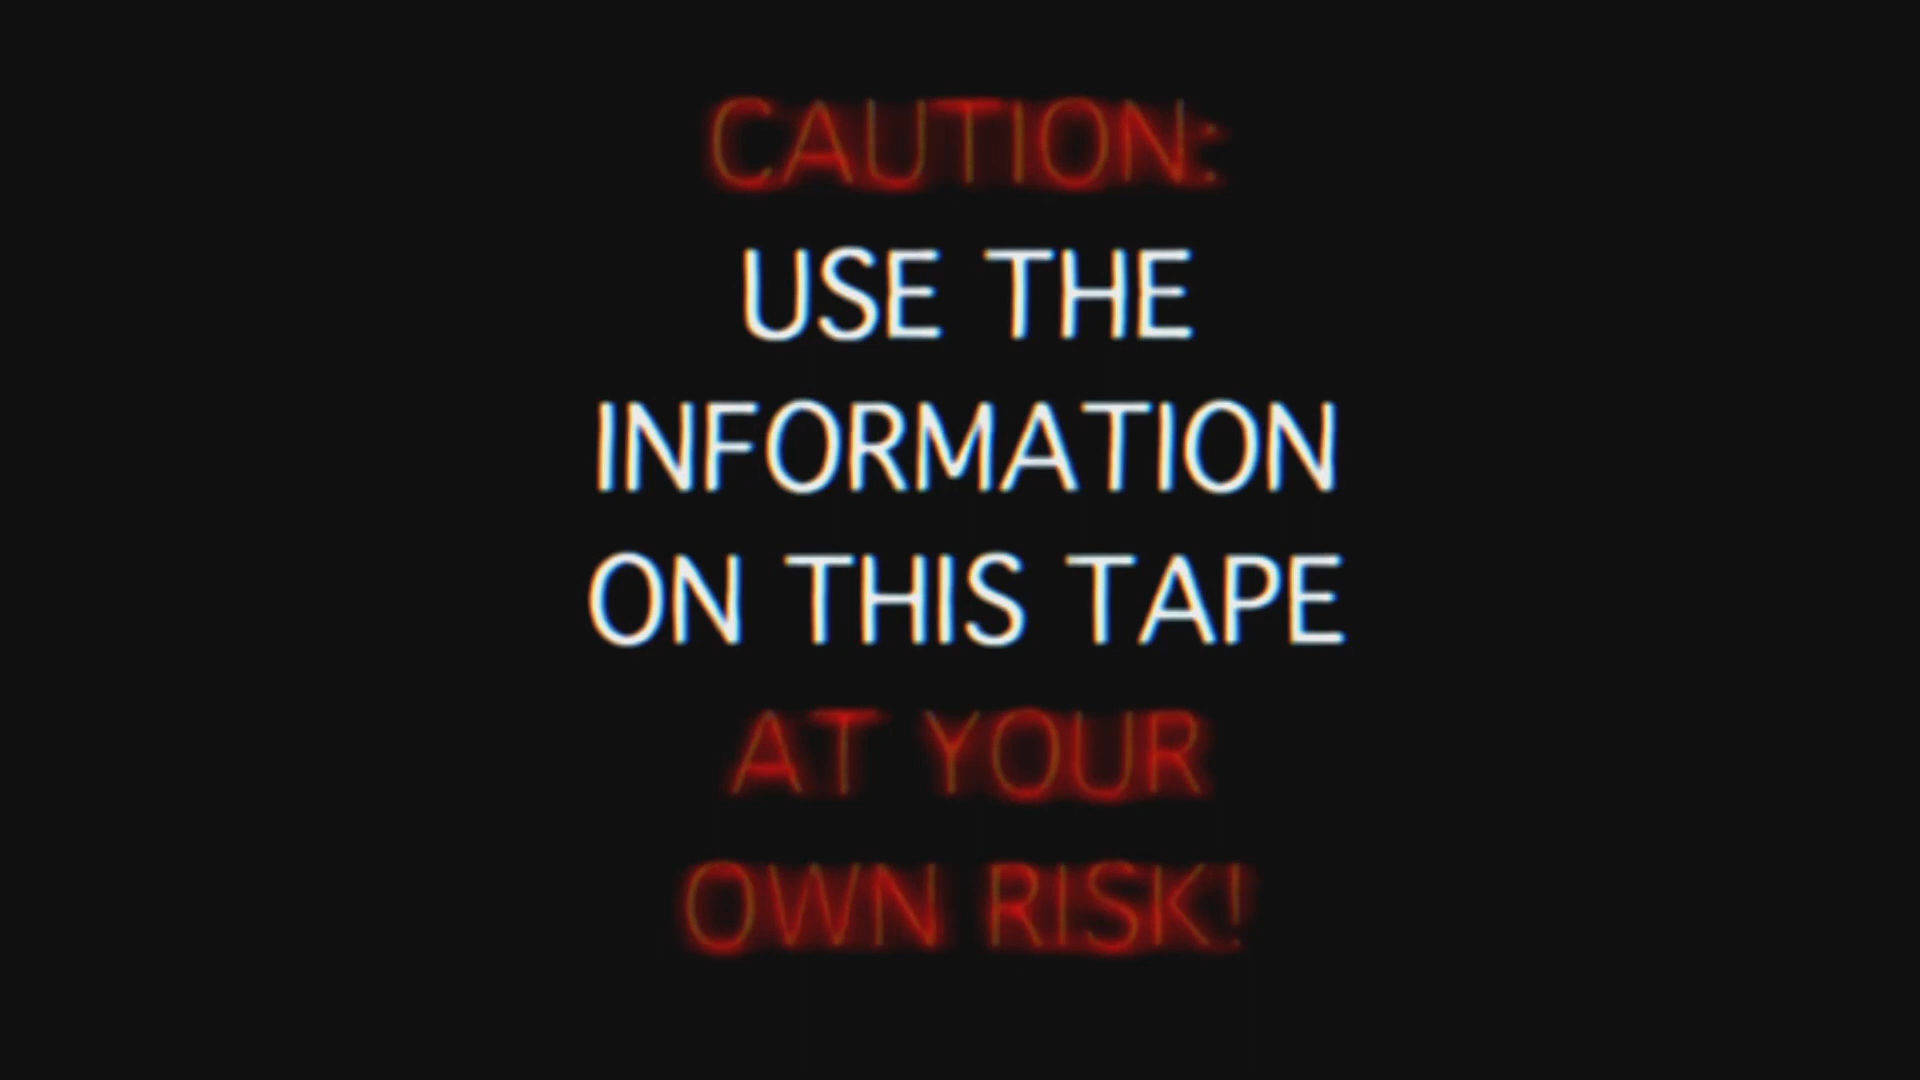 CAUTION:
USE THE
INFORMATION
ON THIS TAPE
AT YOUR
OWN RISK!